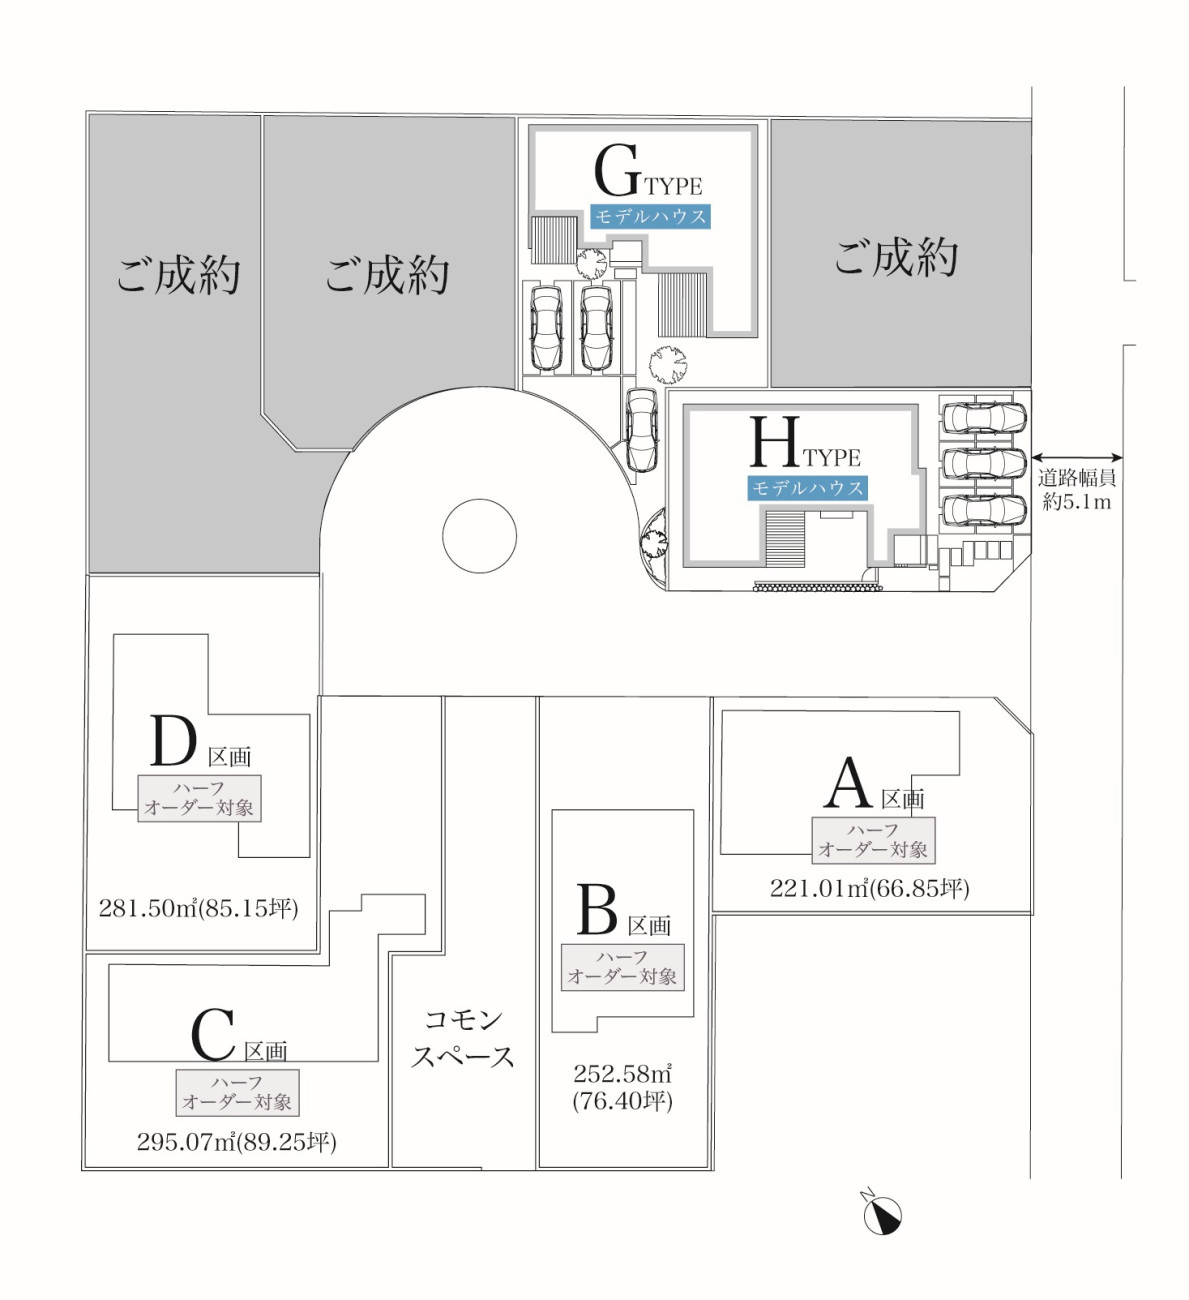 G TYPE
モデルハウス
ご成約
ご成約
ご成約
H TYPE
モデルハウス
道路幅員
約5.1m
D 区画
ハーフ
オーダー対象
281.50㎡(85.15坪)
A 区画
ハーフ
オーダー対象
221.01㎡(66.85坪)
B 区画
ハーフ
オーダー対象
252.58㎡
(76.40坪)
C 区画
ハーフ
オーダー対象
295.07㎡(89.25坪)
コモン
スペース
N